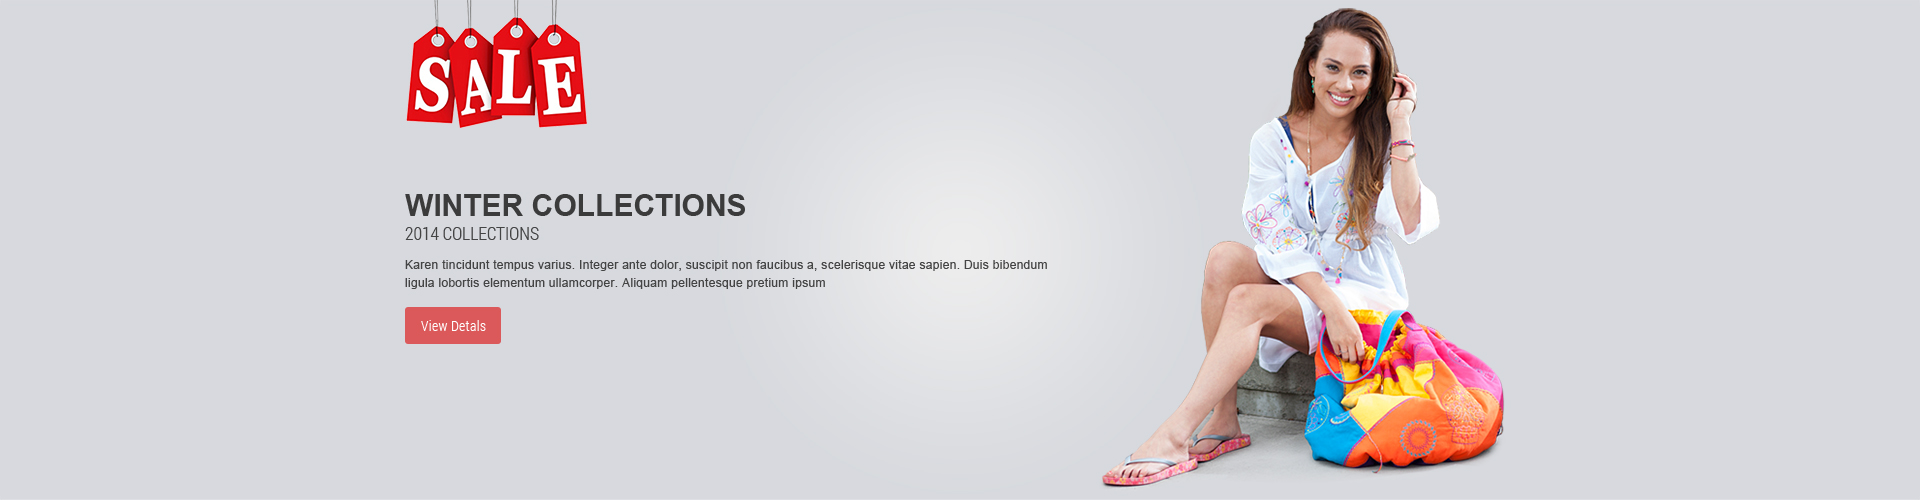 SALE
WINTER COLLECTIONS
2014 COLLECTIONS
Karen tincidunt tempus varius. Integer ante dolor, suscipit non faucibus a, scelerisque vitae sapien. Duis bibendum
ligula lobortis elementum ullamcorper. Aliquam pellentesque pretium ipsum
View Detals